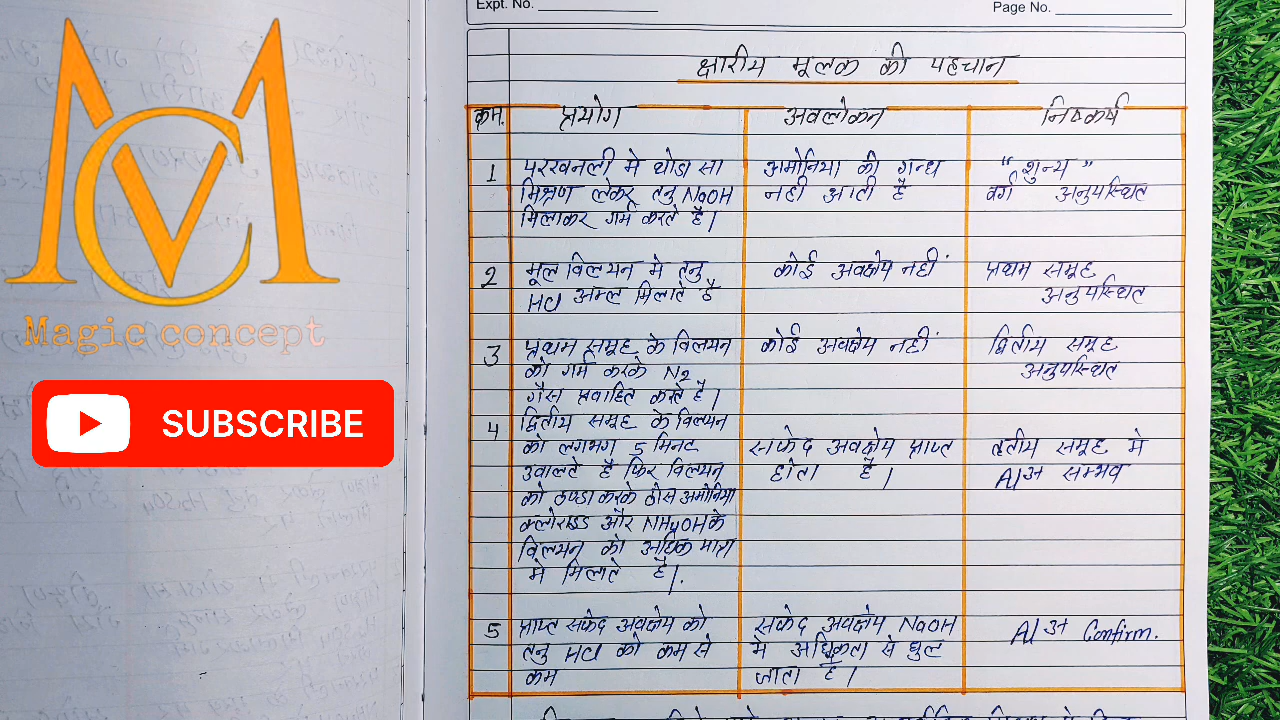 Expt. No.
Page No.
क्षारीय मूलक की पहचान
क्रम. प्रयोग अवलोकन निष्कर्ष
1 परखनली मे थोडा सा
मिश्रण लेकर तनु NaOH
मिलाकर गर्म करते है।
अमोनिया की गन्ध
नही आती है
"शुन्य"
वर्ग अनुपस्थित
2 मूल विलयन मे तनु
HCl अम्ल मिलाते है
कोई अवक्षेप नहीं
प्रथम समूह
अनुपस्थित
3 प्रथम समूह के विलयन
को गर्म करके N2
गैस प्रवाहित करते है।
कोई अवक्षेप नहीं
द्वितीय समूह
अनुपस्थित
4 द्वितीय समूह के विलयन
को लगभग 5 मिनट
उवालते है फिर विलयन
को ठण्डा करके ठोस अमोनिया
क्लोराइड और NH4OH के
विलयन को अधिक मात्रा
मे मिलाते है।.
सफेद अवक्षेप प्राप्त
होता है।
तृतीय समूह मे
Al³⁺ सम्भव
5 प्राप्त सफेद अवक्षेप को
तनु HCl को कम से
कम
सफेद अवक्षेप NaOH
मे अधिकता से घुल
जाता है।
Al³⁺ Confirm.
MCV
Magic concept
SUBSCRIBE